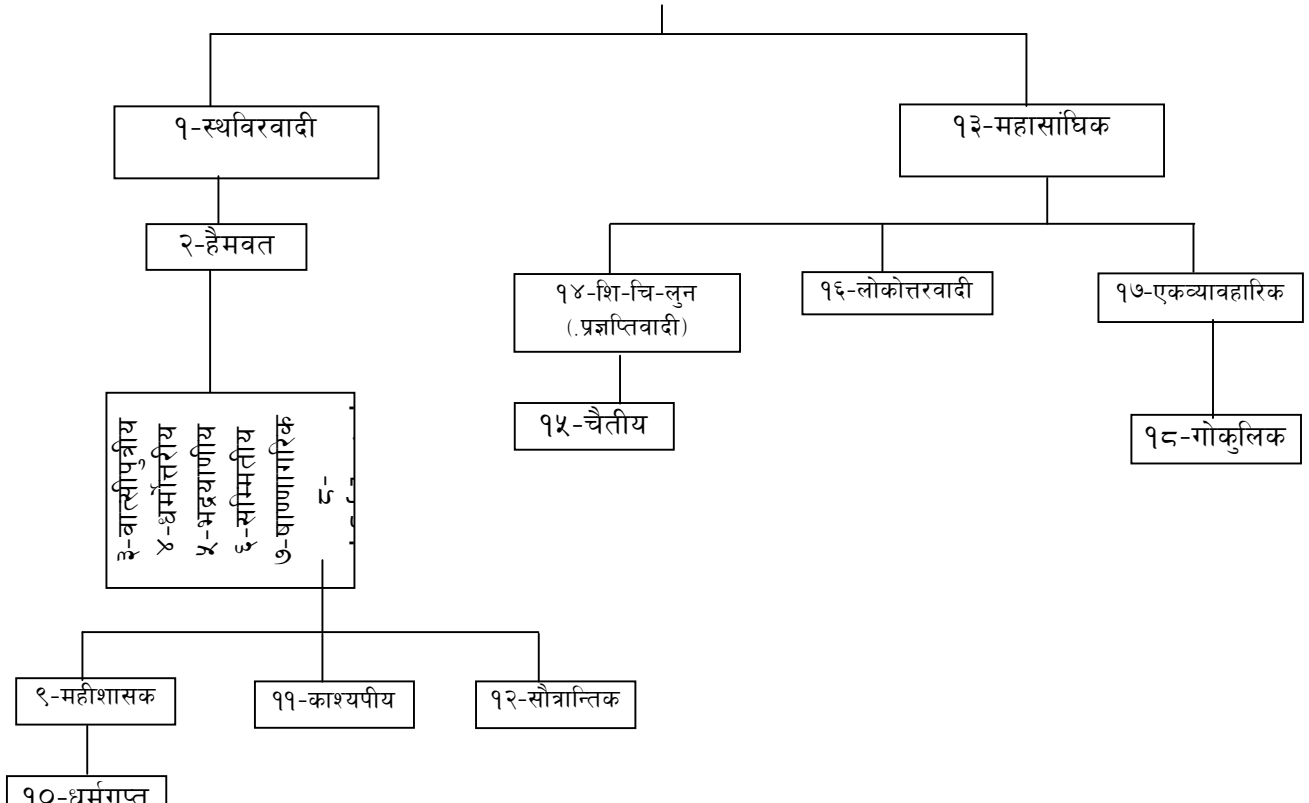 १-स्थविरवादी
१३-महासांघिक
२-हैमवत
१४-शि-चि-लुन
(.प्रज्ञप्तिवादी)
१६-लोकोत्तरवादी
१७-एकव्यावहारिक
१५-चैतीय
१८-गोकुलिक
३-वात्सीपुत्रीय
४-धर्मोत्तरीय
५-भद्रयाणीय
६-सम्मितीय
७-षाण्णागरिक
८-
९-महीशासक
११-काश्यपीय
१२-सौत्रान्तिक
१०-धर्मगुप्त